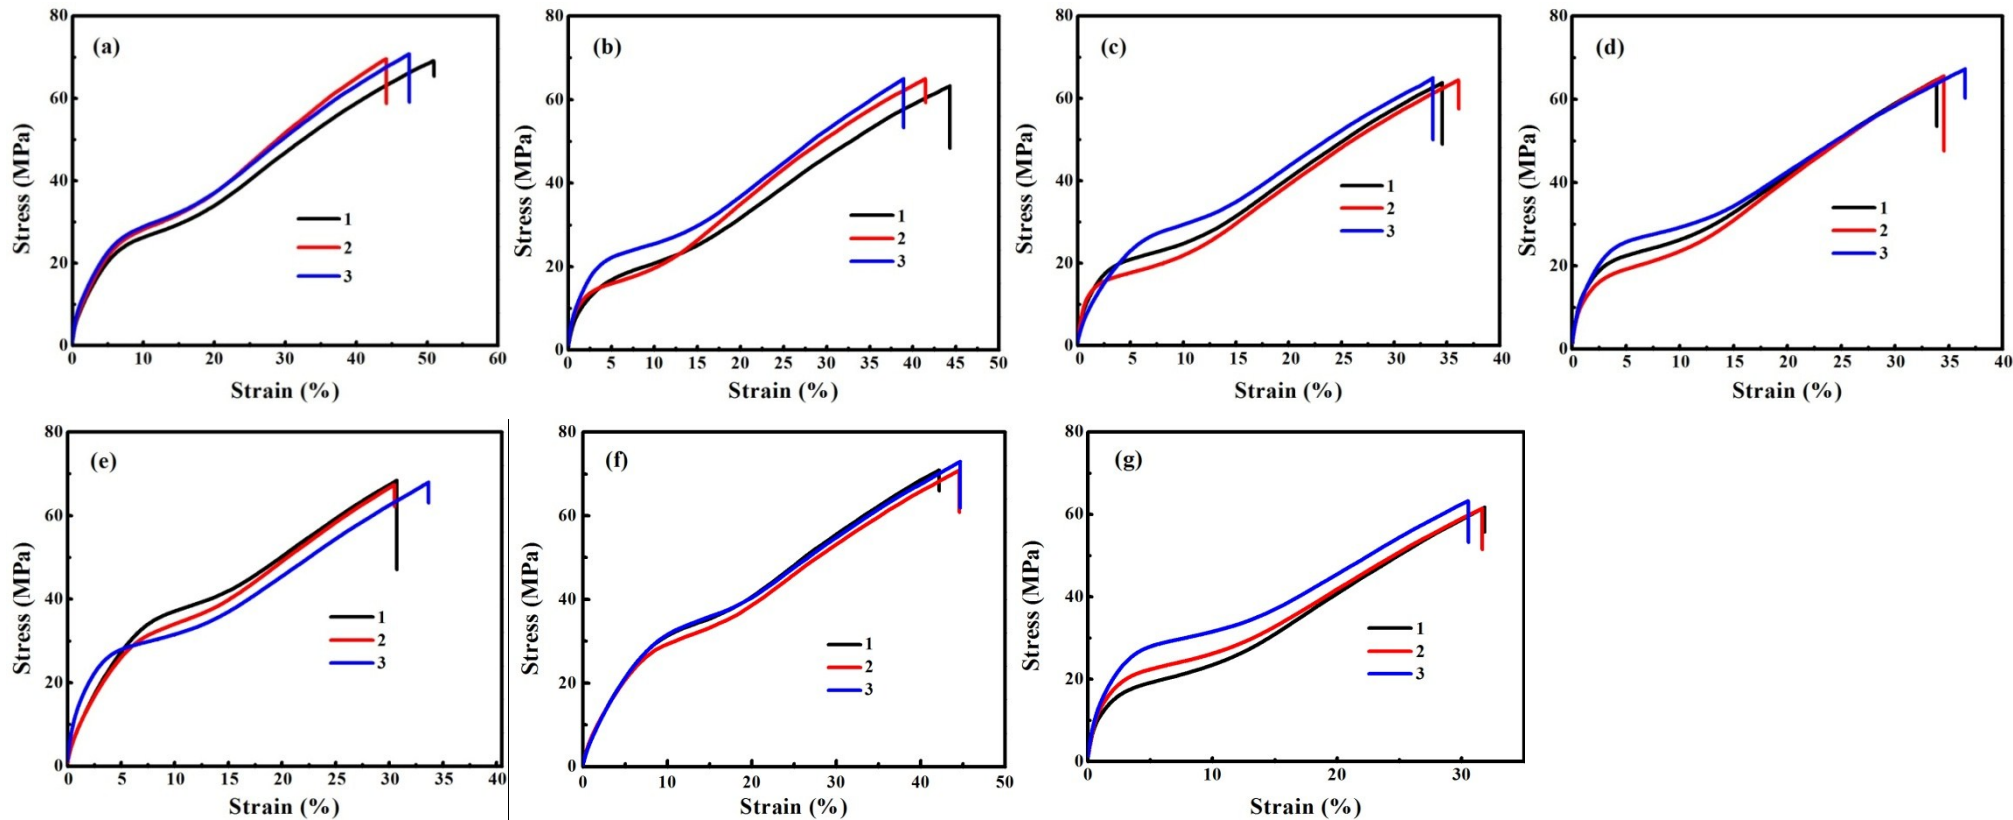 (a)
Stress (MPa)
80
60
40
20
0
1
2
3
0 10 20 30 40 50 60
Strain (%)
(b)
Stress (MPa)
80
60
40
20
0
1
2
3
0 5 10 15 20 25 30 35 40 45 50
Strain (%)
(c)
Stress (MPa)
80
60
40
20
0
1
2
3
0 5 10 15 20 25 30 35 40
Strain (%)
(d)
Stress (MPa)
80
60
40
20
0
1
2
3
0 5 10 15 20 25 30 35 40
Strain (%)
(e)
Stress (MPa)
80
60
40
20
0
1
2
3
0 5 10 15 20 25 30 35 40
Strain (%)
(f)
Stress (MPa)
80
60
40
20
0
1
2
3
0 10 20 30 40 50
Strain (%)
(g)
Stress (MPa)
80
60
40
20
0
1
2
3
0 10 20 30
Strain (%)